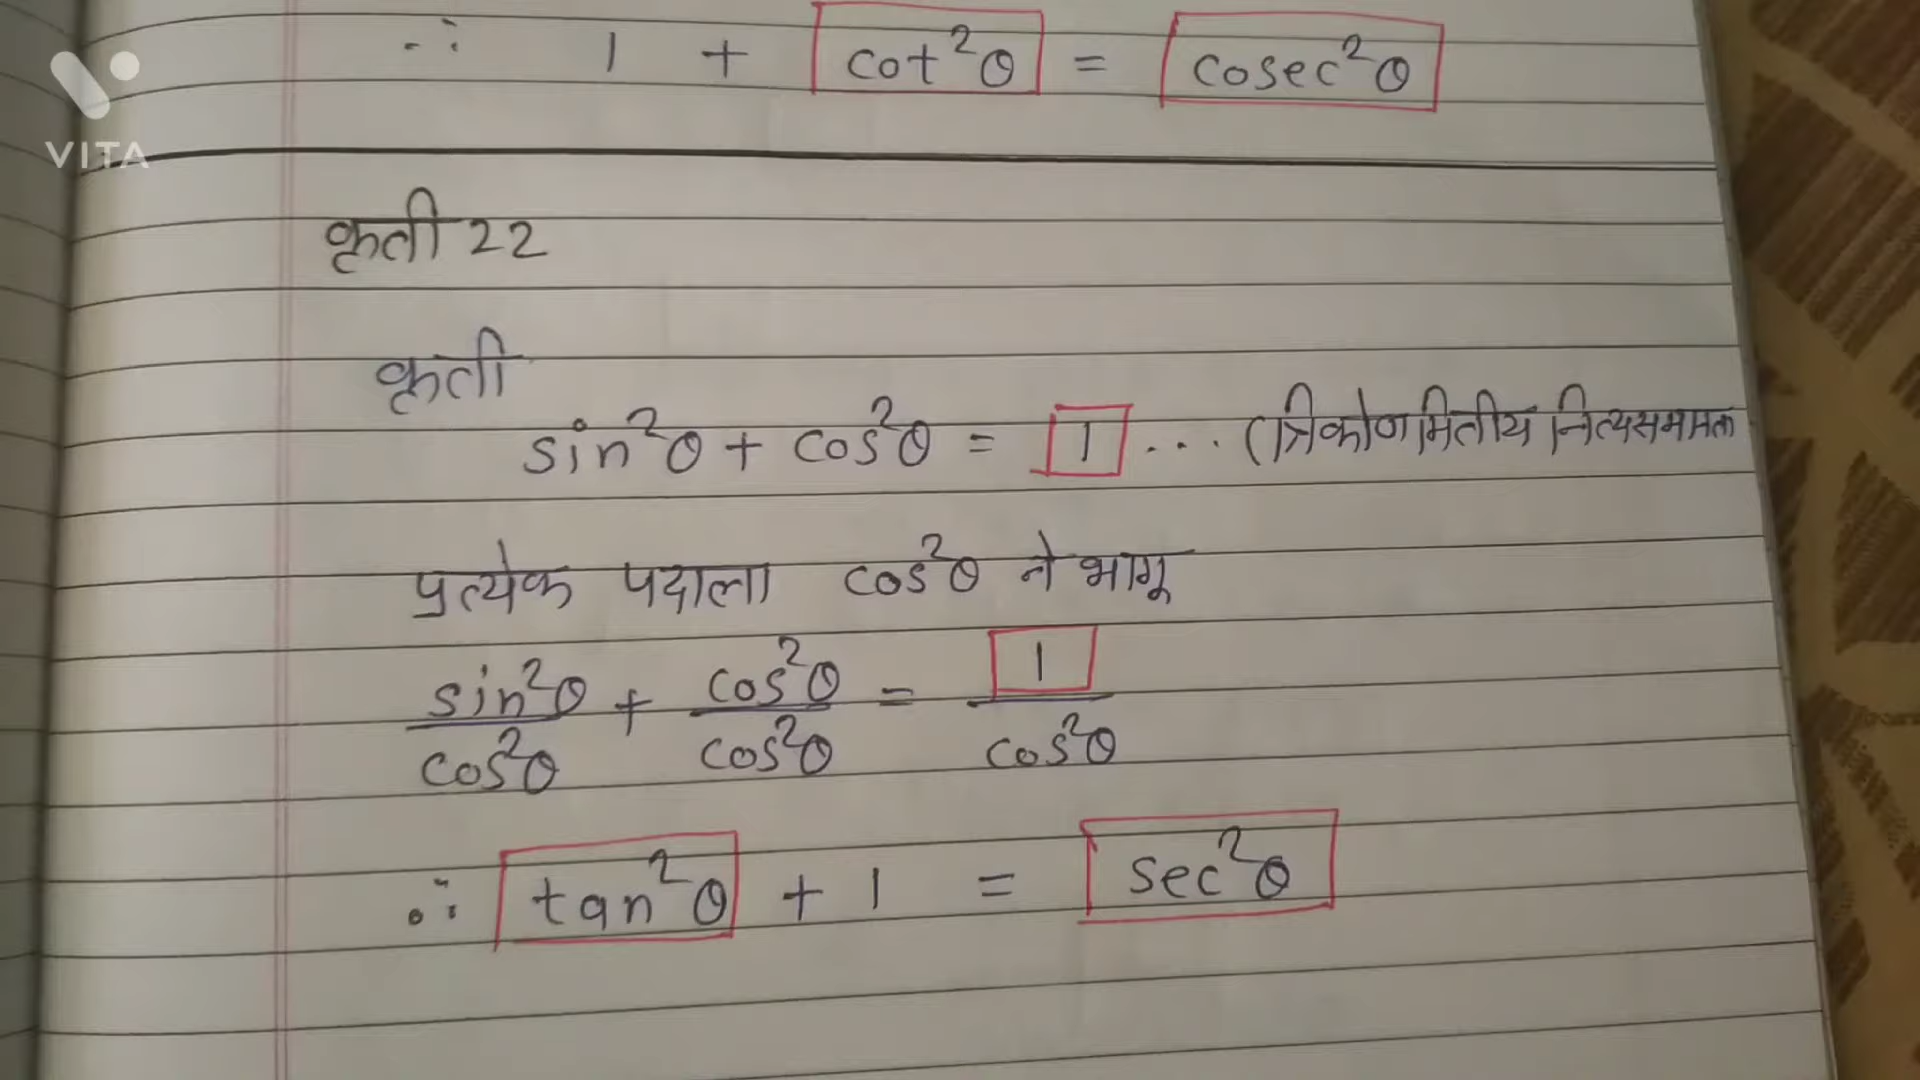 ∴ 1 + cot²θ = cosec²θ
VITA
कृती 22
कृती
sin²θ + cos²θ = 1 ... (त्रिकोणमितीय
प्रत्येक पदाला cos²θ ने भागू
sin²θ/cos²θ + cos²θ/cos²θ = 1/cos²θ
∴ tan²θ + 1 = sec²θ